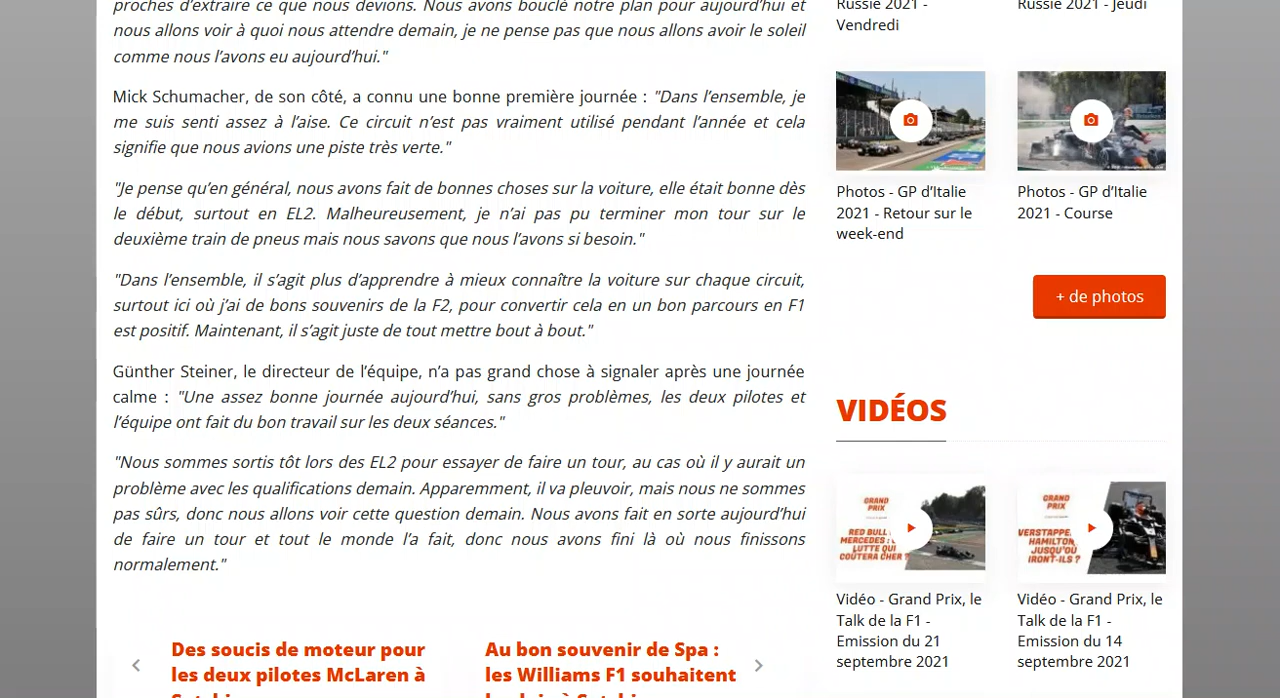 proches d’extraire ce que nous devions. Nous avons bouclé notre plan pour aujourd’hui et
nous allons voir à quoi nous attendre demain, je ne pense pas que nous allons avoir le soleil
comme nous l’avons eu aujourd’hui."
Mick Schumacher, de son côté, a connu une bonne première journée : "Dans l’ensemble, je
me suis senti assez à l’aise. Ce circuit n’est pas vraiment utilisé pendant l’année et cela
signifie que nous avions une piste très verte."
"Je pense qu’en général, nous avons fait de bonnes choses sur la voiture, elle était bonne dès
le début, surtout en EL2. Malheureusement, je n’ai pas pu terminer mon tour sur le
deuxième train de pneus mais nous savons que nous l’avons si besoin."
"Dans l’ensemble, il s’agit plus d’apprendre à mieux connaître la voiture sur chaque circuit,
surtout ici où j’ai de bons souvenirs de la F2, pour convertir cela en un bon parcours en F1
est positif. Maintenant, il s’agit juste de tout mettre bout à bout."
Günther Steiner, le directeur de l’équipe, n’a pas grand chose à signaler après une journée
calme : "Une assez bonne journée aujourd’hui, sans gros problèmes, les deux pilotes et
l’équipe ont fait du bon travail sur les deux séances."
"Nous sommes sortis tôt lors des EL2 pour essayer de faire un tour, au cas où il y aurait un
problème avec les qualifications demain. Apparemment, il va pleuvoir, mais nous ne sommes
pas sûrs, donc nous allons voir cette question demain. Nous avons fait en sorte aujourd’hui
de faire un tour et tout le monde l’a fait, donc nous avons fini là où nous finissons
normalement."
Des soucis de moteur pour
les deux pilotes McLaren à
Au bon souvenir de Spa :
les Williams F1 souhaitent
Russie 2021 -
Vendredi
Russie 2021 - Jeudi
Photos - GP d’Italie
2021 - Retour sur le
week-end
Photos - GP d’Italie
2021 - Course
+ de photos
VIDÉOS
GRAND
PRIX
RED BULL
MERCEDES :
LUTTE QUI
COÛTERA CHER ?
GRAND
PRIX
VERSTAPPE
HAMILTON
JUSQU'OÙ
IRONT-ILS ?
Vidéo - Grand Prix, le
Talk de la F1 -
Emission du 21
septembre 2021
Vidéo - Grand Prix, le
Talk de la F1 -
Emission du 14
septembre 2021